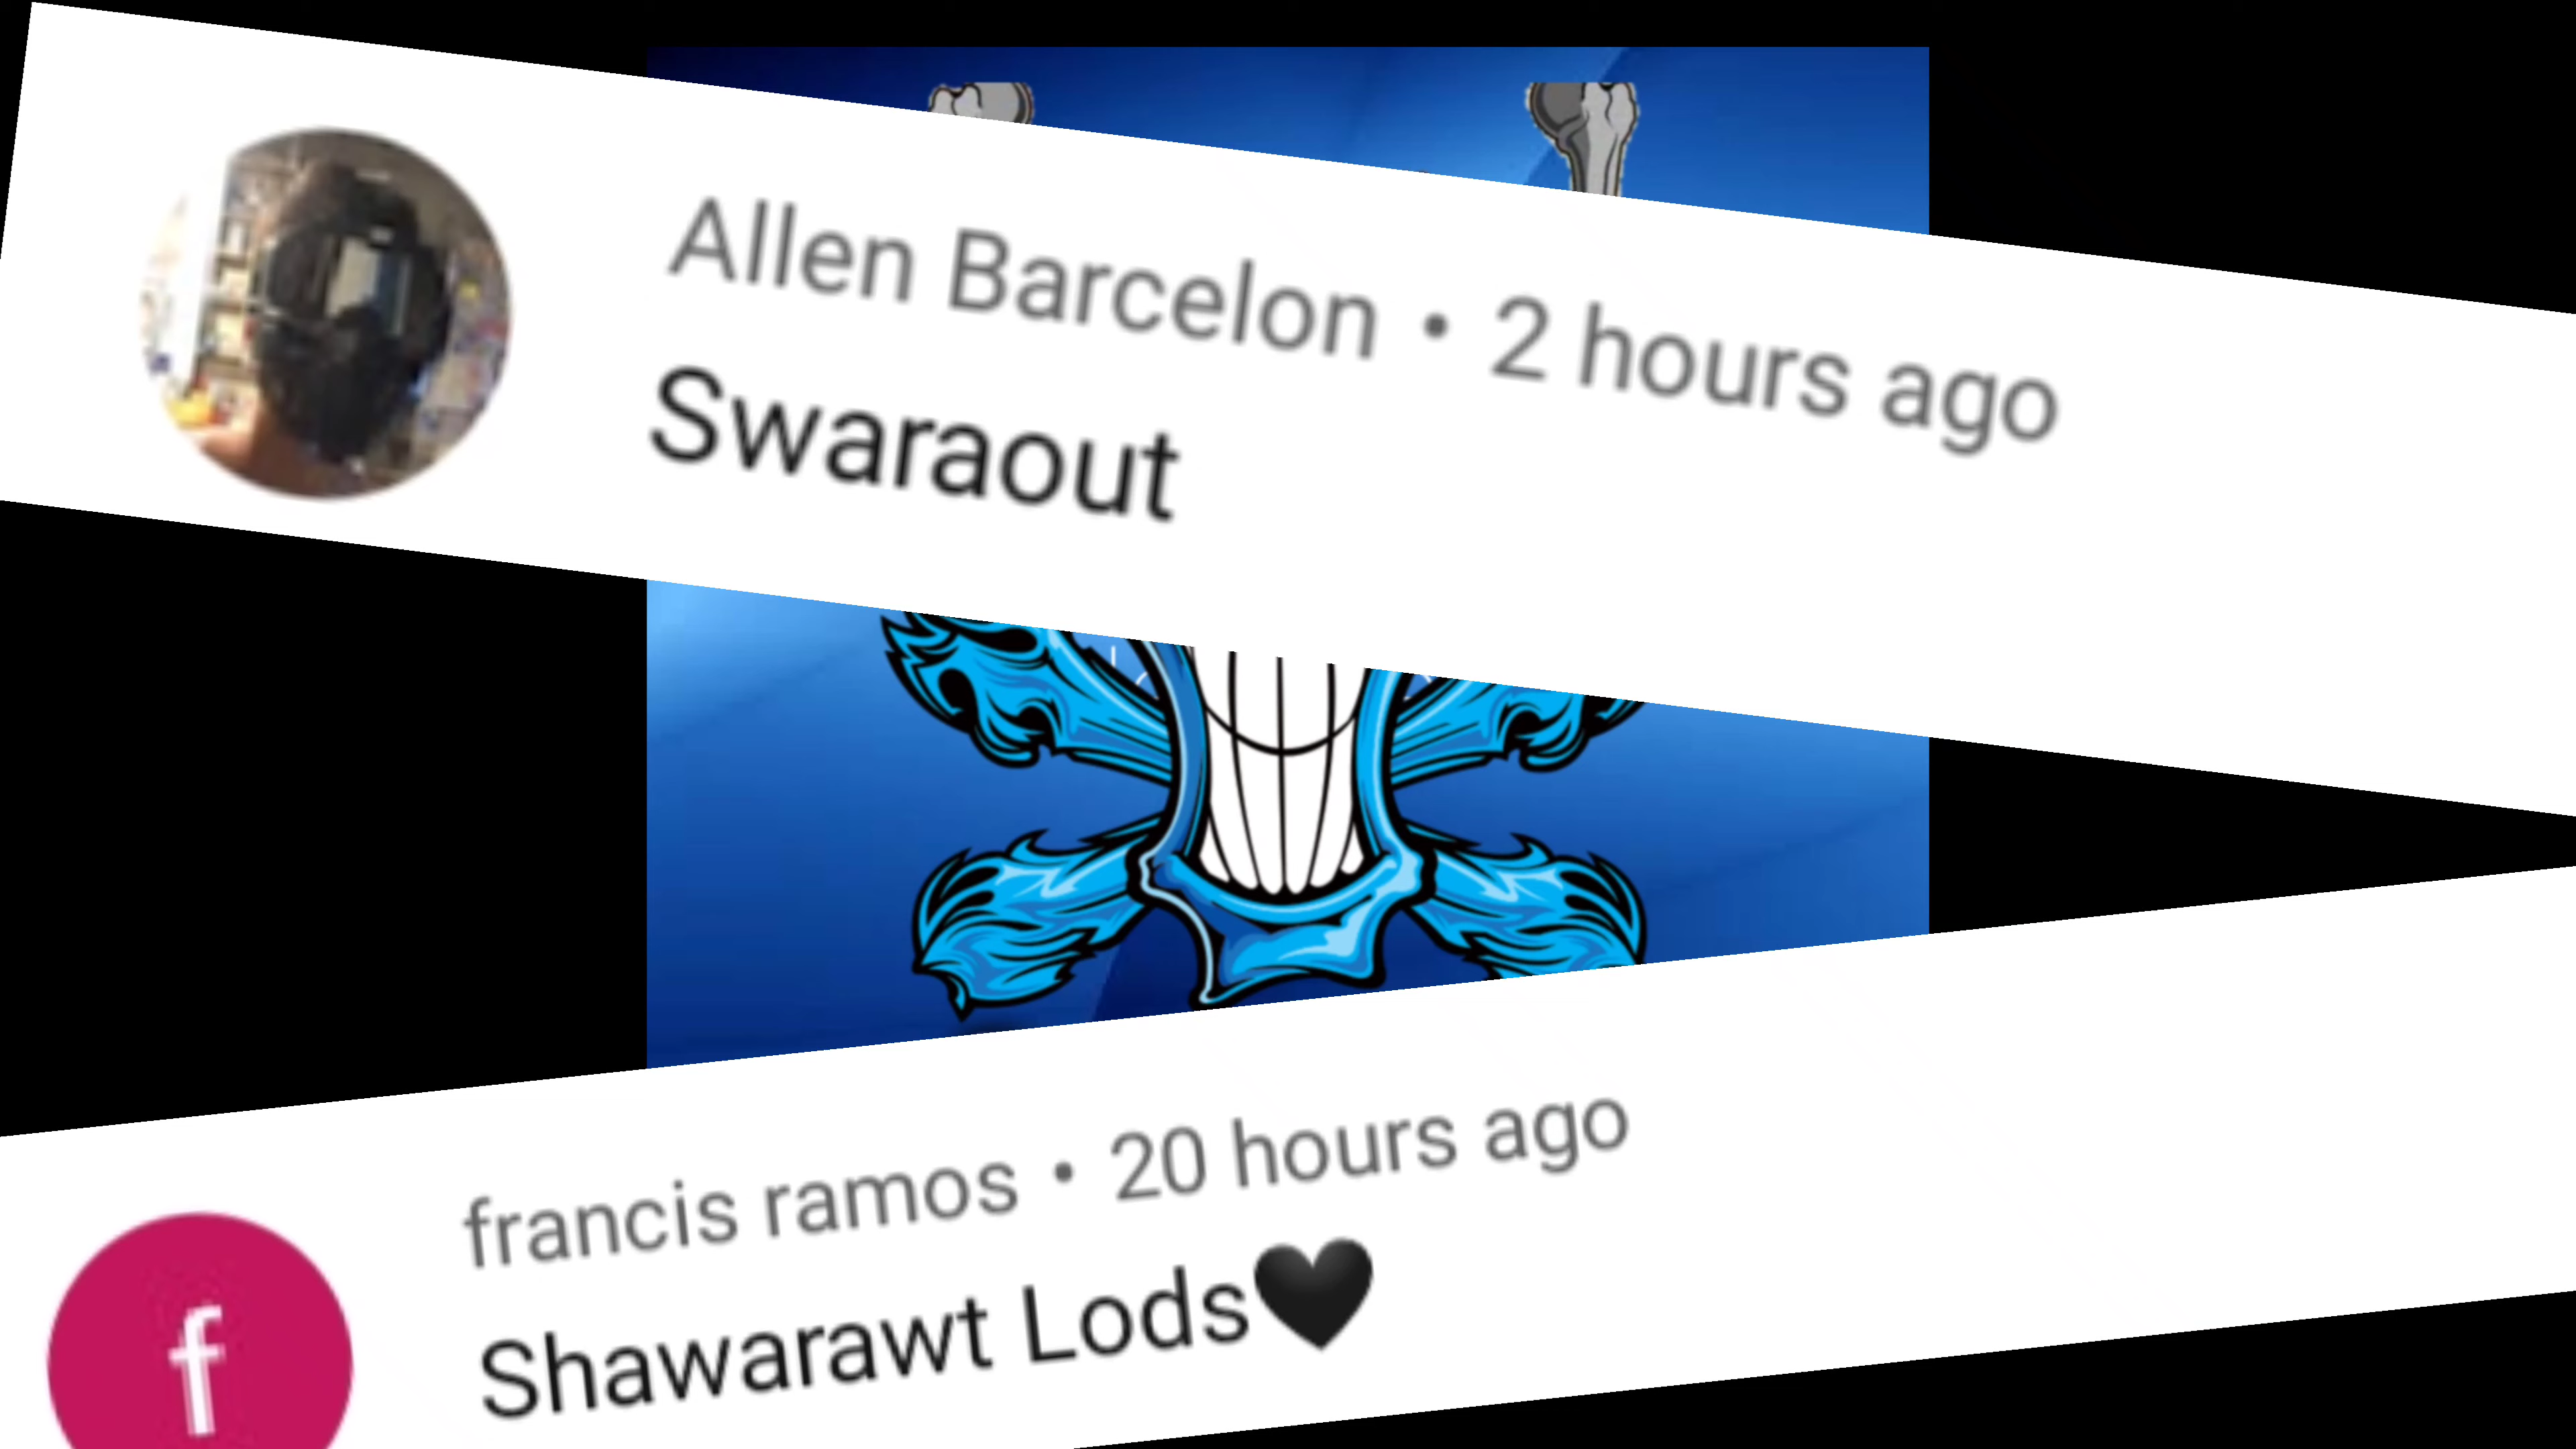 Allen Barcelon • 2 hours ago
Swaraout
francis ramos • 20 hours ago
f
Shawarawt Lods🖤